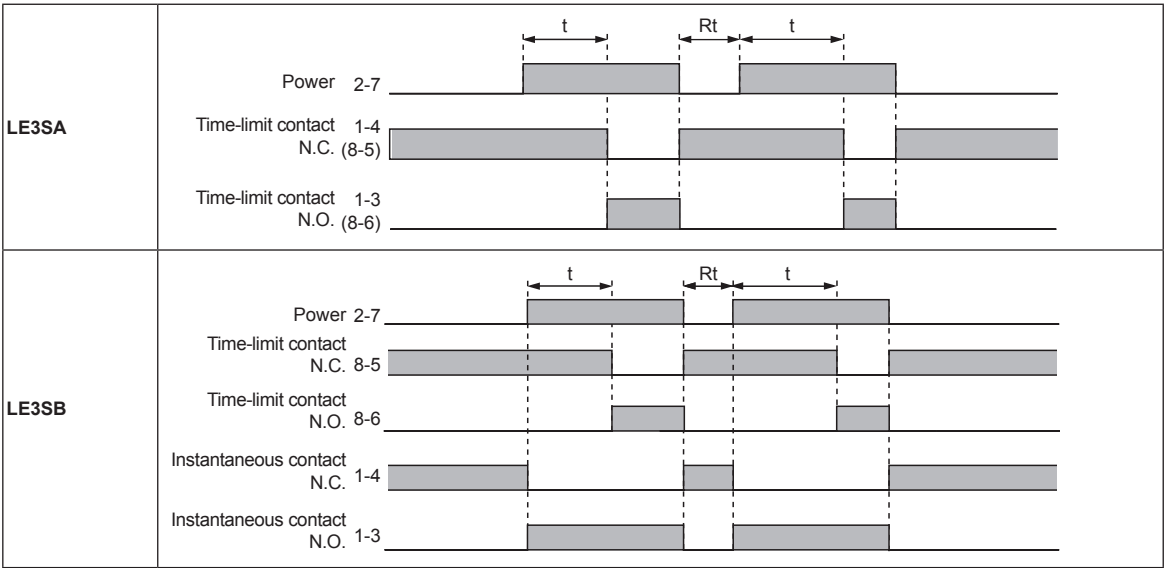 LE3SA
t Rt t
Power 2-7
Time-limit contact 1-4
N.C. (8-5)
Time-limit contact 1-3
N.O. (8-6)
LE3SB
t Rt t
Power 2-7
Time-limit contact
N.C. 8-5
Time-limit contact
N.O. 8-6
Instantaneous contact
N.C. 1-4
Instantaneous contact
N.O. 1-3